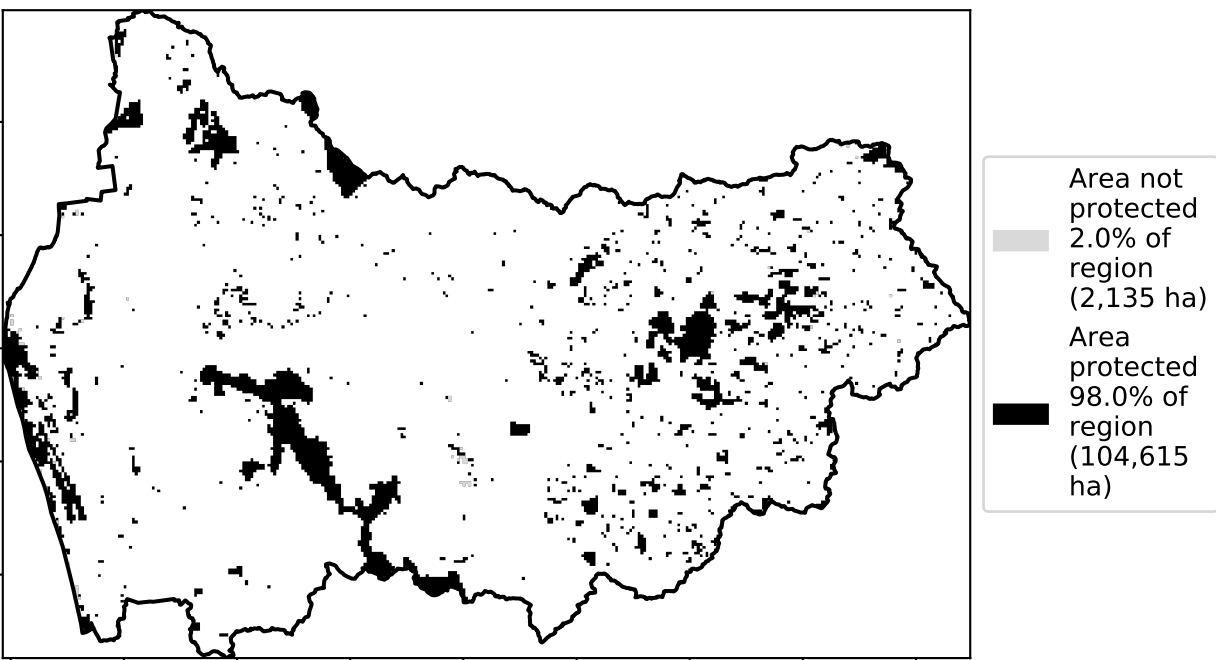 Area not
protected
2.0% of
region
(2,135 ha)
Area
protected
98.0% of
region
(104,615
ha)